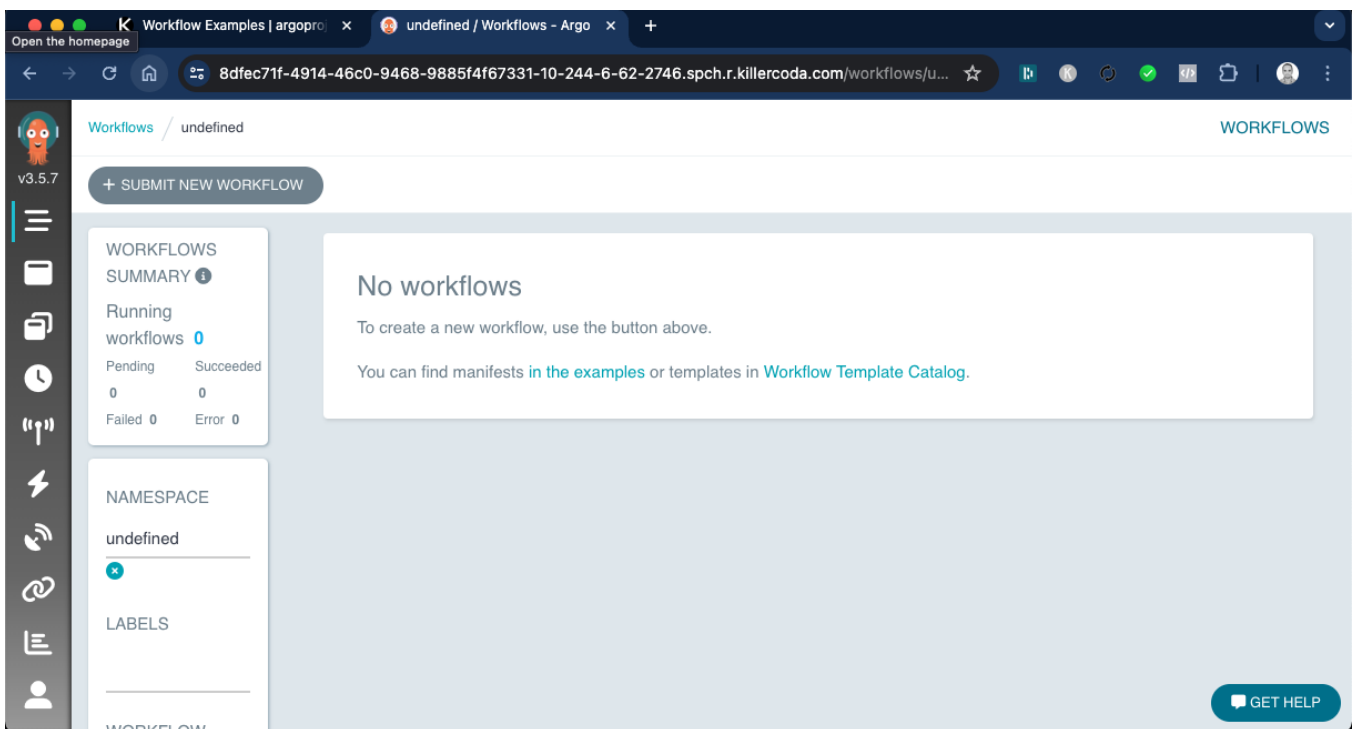 Workflow Examples | argoproj
undefined / Workflows - Argo
Open the homepage
8dfec71f-4914-46c0-9468-9885f4f67331-10-244-6-62-2746.spch.r.killercoda.com/workflows/u...
Workflows / undefined
WORKFLOWS
v3.5.7
+ SUBMIT NEW WORKFLOW
WORKFLOWS
SUMMARY
Running
workflows 0
Pending Succeeded
0 0
Failed 0 Error 0
No workflows
To create a new workflow, use the button above.
You can find manifests in the examples or templates in Workflow Template Catalog.
NAMESPACE
undefined
LABELS
WORKFLOW
GET HELP